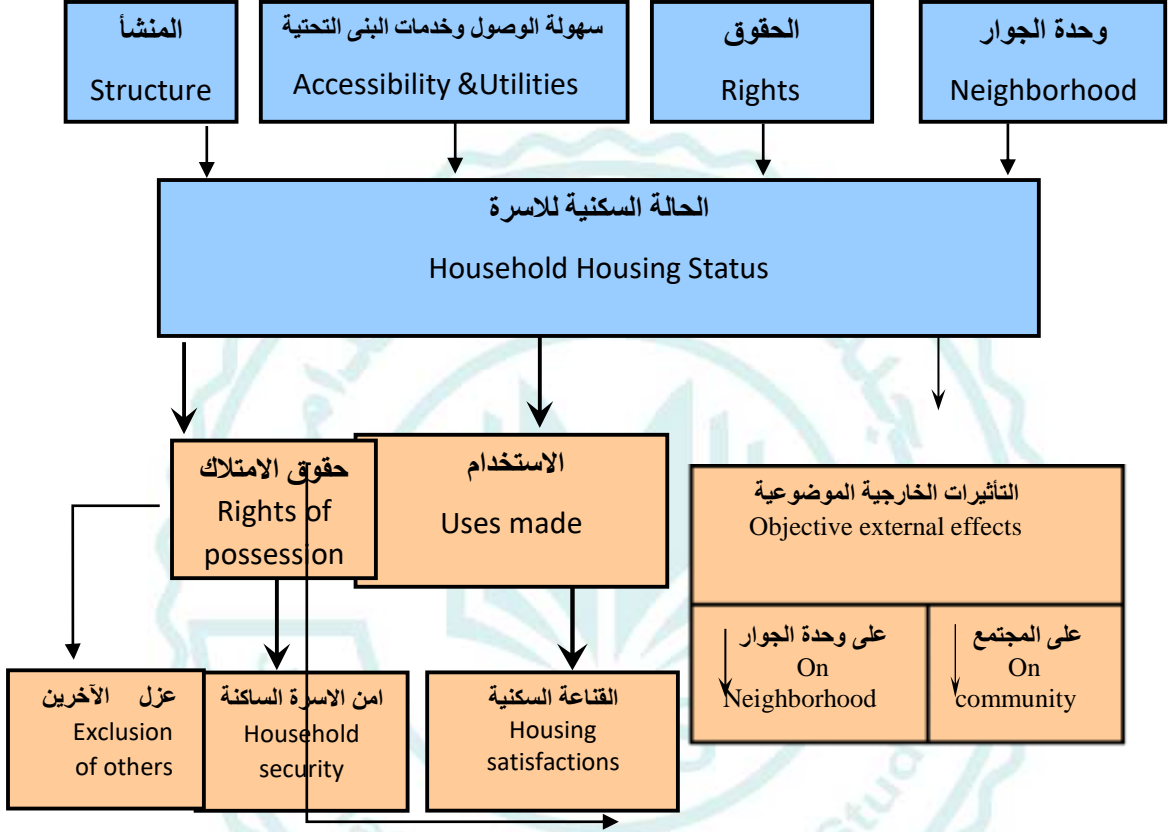 المنشأ
Structure
سهولة الوصول وخدمات البنى التحتية
Accessibility &Utilities
الحقوق
Rights
وحدة الجوار
Neighborhood
الحالة السكنية للاسرة
Household Housing Status
حقوق الامتلاك
Rights of
possession
الاستخدام
Uses made
التأثيرات الخارجية الموضوعية
Objective external effects
على وحدة الجوار
On
Neighborhood
على المجتمع
On
community
عزل الآخرين
Exclusion
of others
امن الاسرة الساكنة
Household
security
القناعة السكنية
Housing
satisfactions